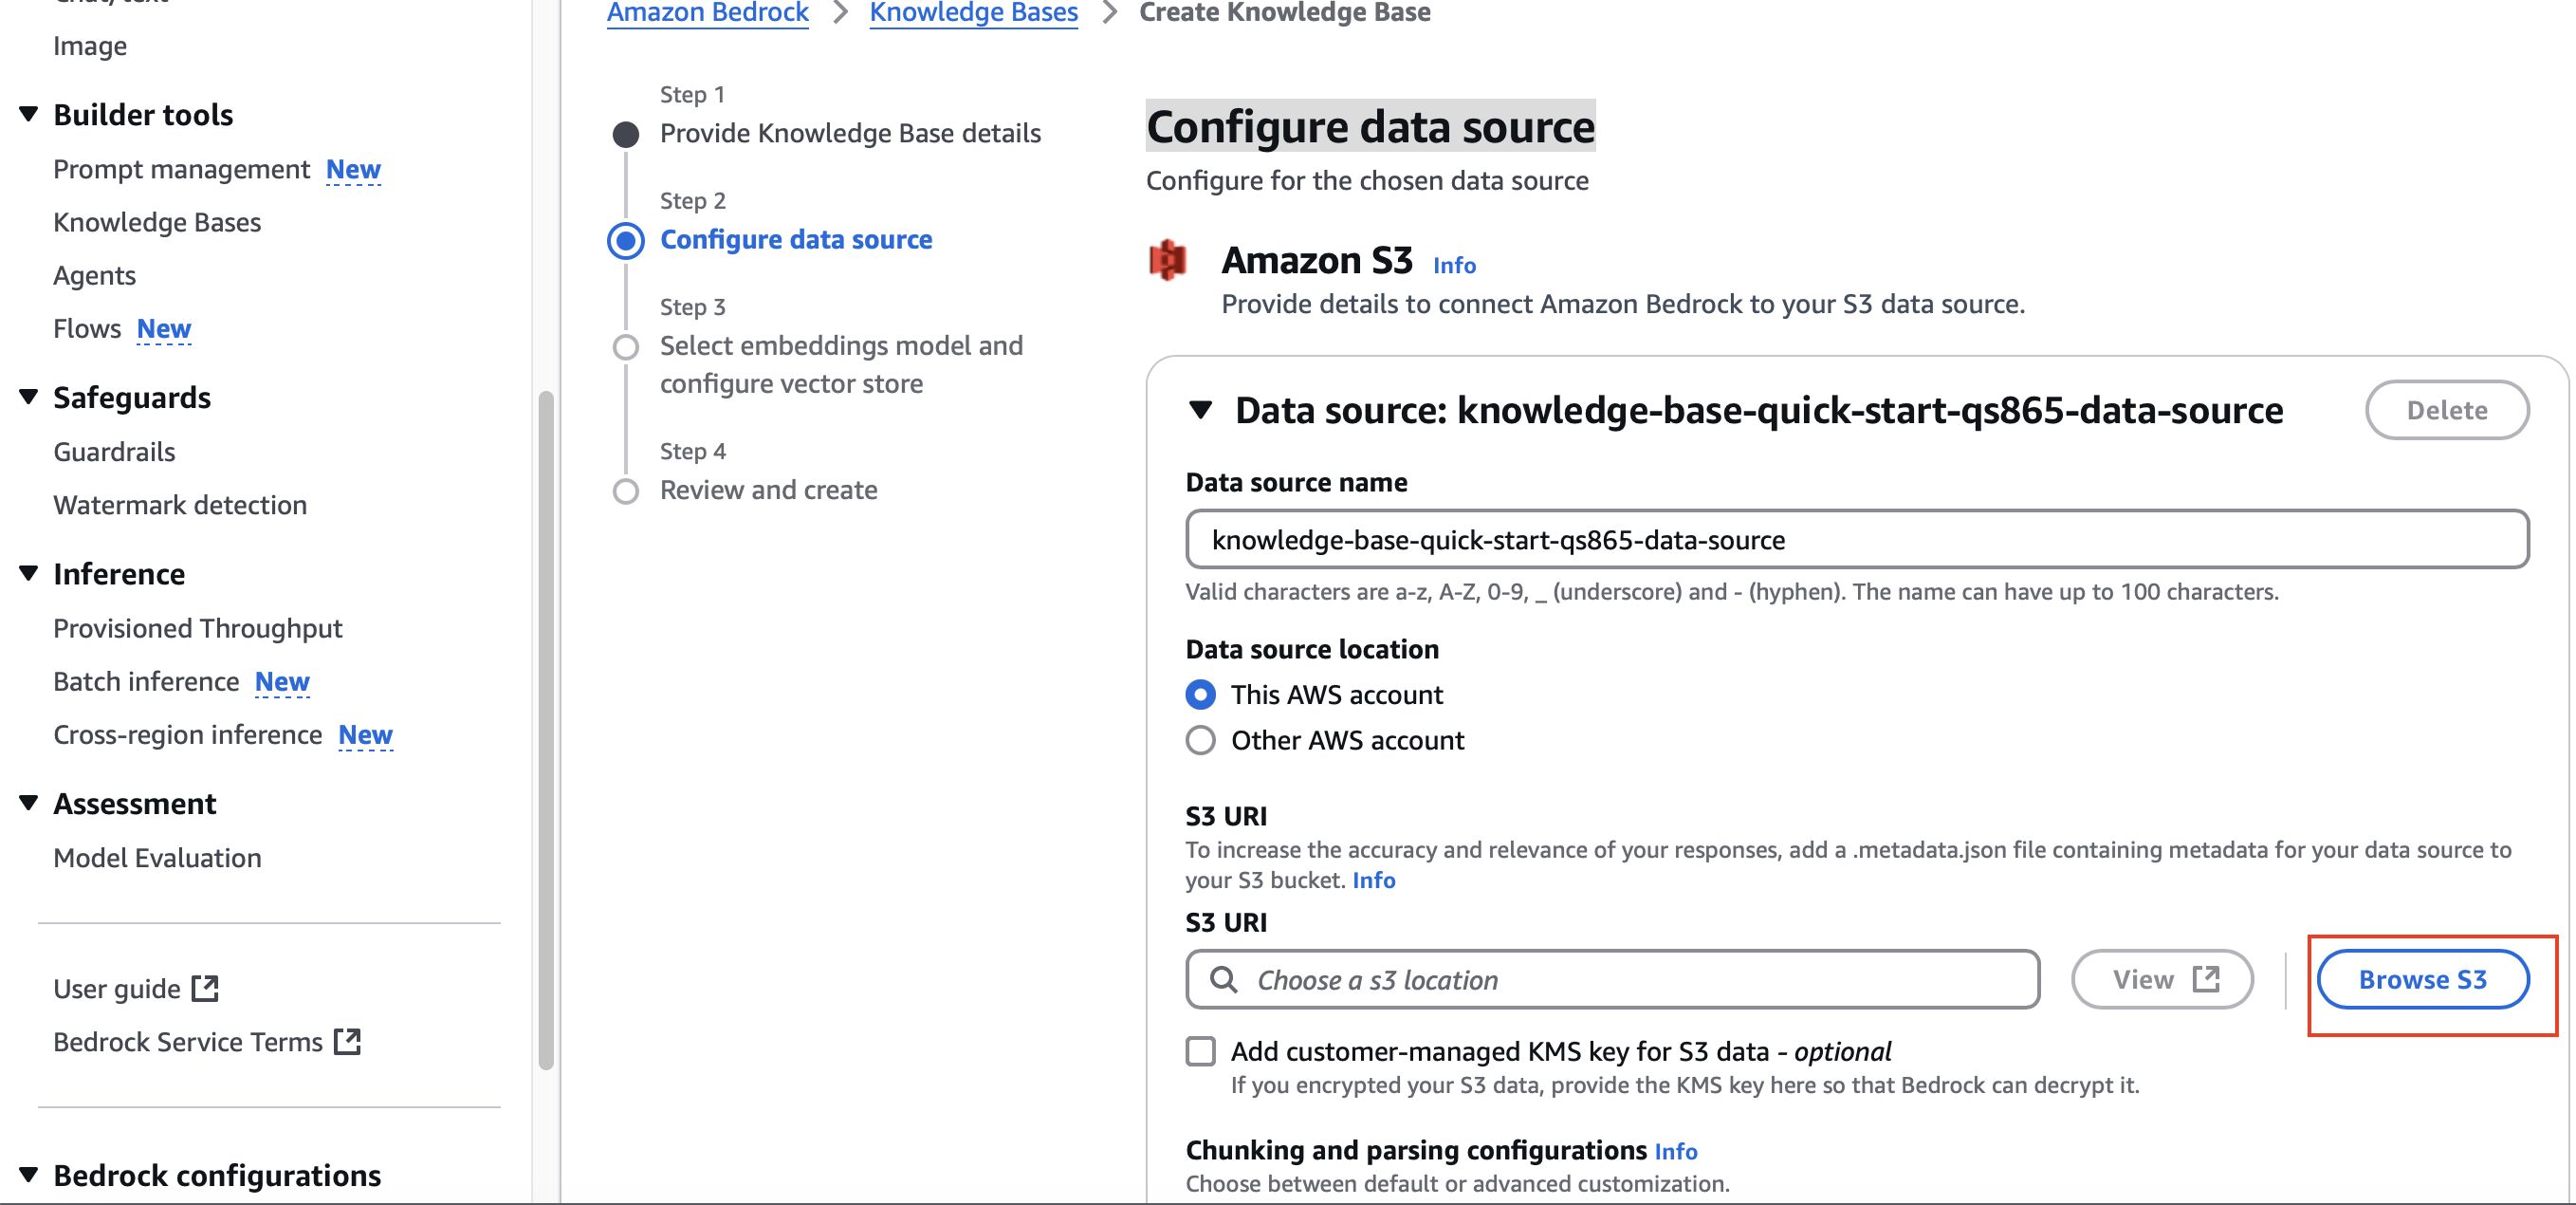 Image
Builder tools
Prompt management New
Knowledge Bases
Agents
Flows New
Safeguards
Guardrails
Watermark detection
Inference
Provisioned Throughput
Batch inference New
Cross-region inference New
Assessment
Model Evaluation
User guide
Bedrock Service Terms
Bedrock configurations
Amazon Bedrock > Knowledge Bases > Create Knowledge Base
Step 1
Provide Knowledge Base details
Step 2
Configure data source
Step 3
Select embeddings model and
configure vector store
Step 4
Review and create
Configure data source
Configure for the chosen data source
Amazon S3 Info
Provide details to connect Amazon Bedrock to your S3 data source.
Data source: knowledge-base-quick-start-qs865-data-source Delete
Data source name
knowledge-base-quick-start-qs865-data-source
Valid characters are a-z, A-Z, 0-9, _ (underscore) and - (hyphen). The name can have up to 100 characters.
Data source location
This AWS account
Other AWS account
S3 URI
To increase the accuracy and relevance of your responses, add a .metadata.json file containing metadata for your data source to
your S3 bucket. Info
S3 URI
Choose a s3 location View Browse S3
Add customer-managed KMS key for S3 data - optional
If you encrypted your S3 data, provide the KMS key here so that Bedrock can decrypt it.
Chunking and parsing configurations Info
Choose between default or advanced customization.